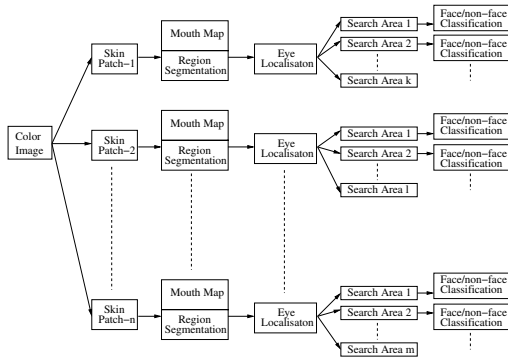 Color
Image
Skin
Patch-1
Mouth Map
Region
Segmentation
Eye
Localisaton
Search Area 1
Search Area 2
Search Area k
Face/non-face
Classification
Face/non-face
Classification
Skin
Patch-2
Mouth Map
Region
Segmentation
Eye
Localisaton
Search Area 1
Search Area 2
Search Area l
Face/non-face
Classification
Face/non-face
Classification
Skin
Patch-n
Mouth Map
Region
Segmentation
Eye
Localisaton
Search Area 1
Search Area 2
Search Area m
Face/non-face
Classification
Face/non-face
Classification